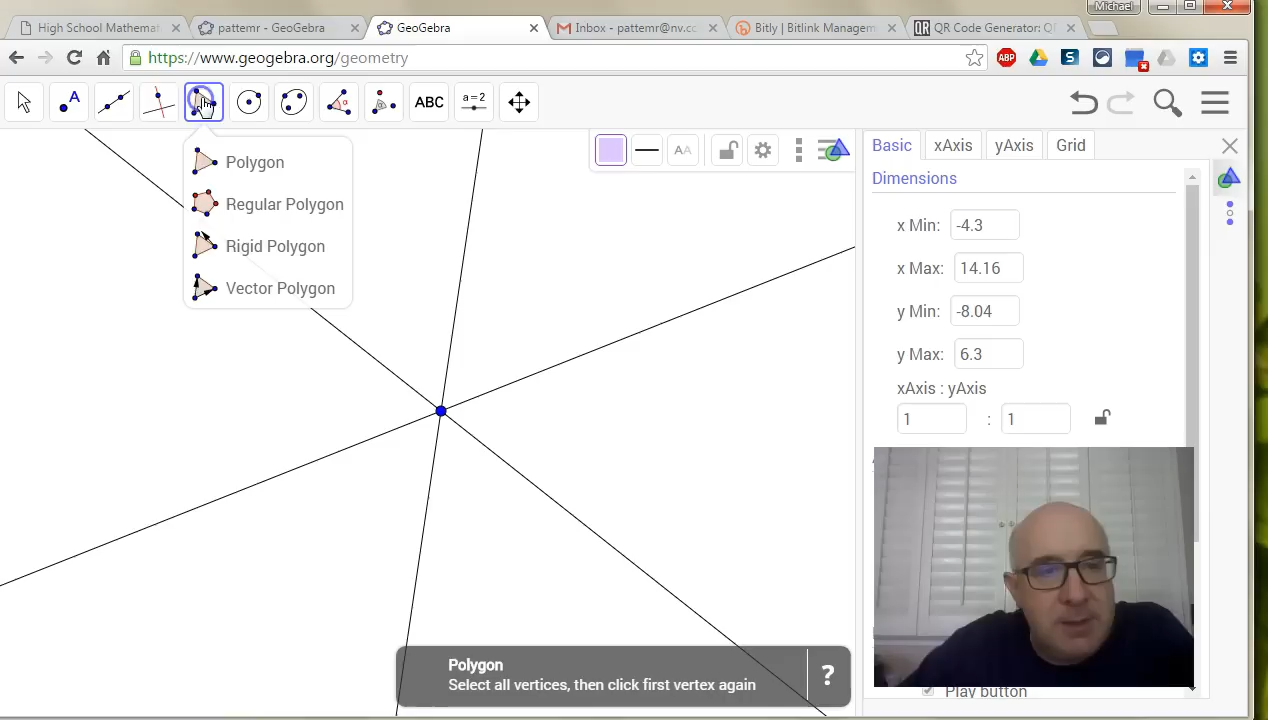 Michael
High School Mathemat
pattemr - GeoGebra
GeoGebra
Inbox - pattemr@nv.cc
Bitly | Bitlink Managem
QR Code Generator: QR
https://www.geogebra.org/geometry
ABP
S
A
α
ABC
a=2
Polygon
Regular Polygon
Rigid Polygon
Vector Polygon
AA
Basic
xAxis
yAxis
Grid
Dimensions
x Min: -4.3
x Max: 14.16
y Min: -8.04
y Max: 6.3
xAxis : yAxis
1 : 1
Play button
Polygon
Select all vertices, then click first vertex again
?